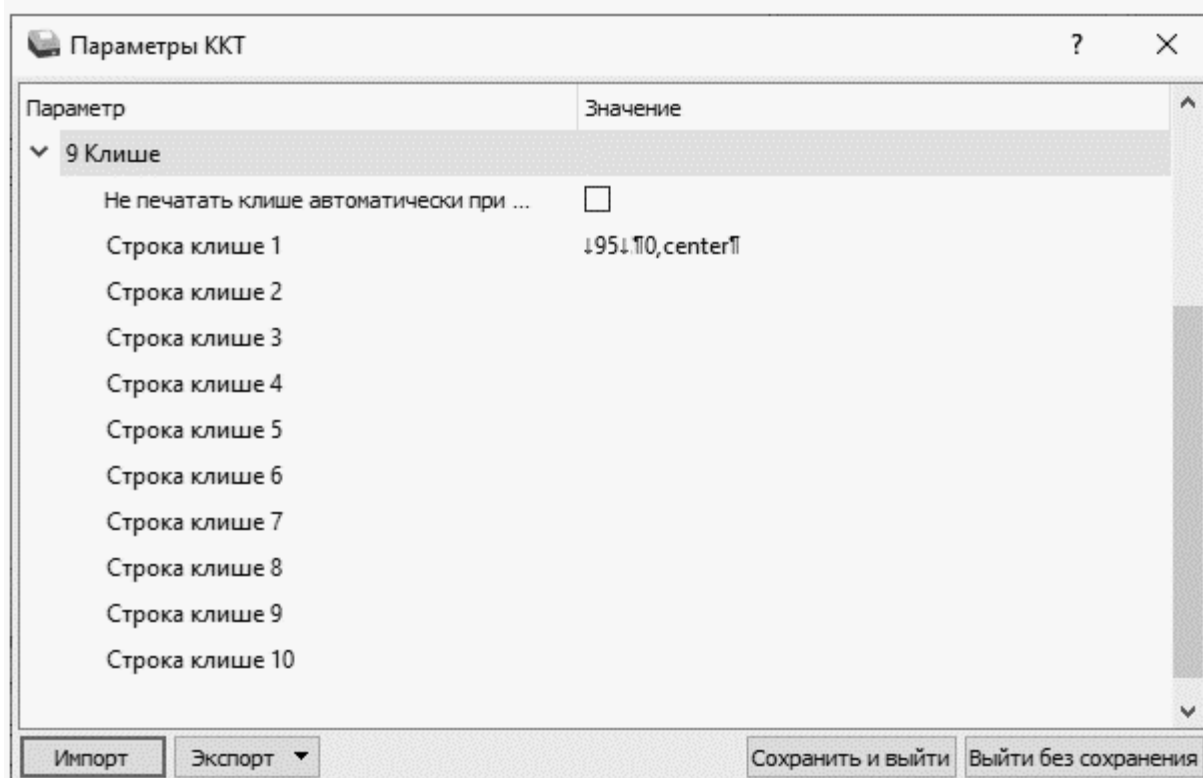 Параметры ККТ ?
Параметр Значение
9 Клише
Не печатать клише автоматически при ...
Строка клише 1 ↓95↓¶0,center¶
Строка клише 2
Строка клише 3
Строка клише 4
Строка клише 5
Строка клише 6
Строка клише 7
Строка клише 8
Строка клише 9
Строка клише 10
Импорт Экспорт Сохранить и выйти Выйти без сохранения